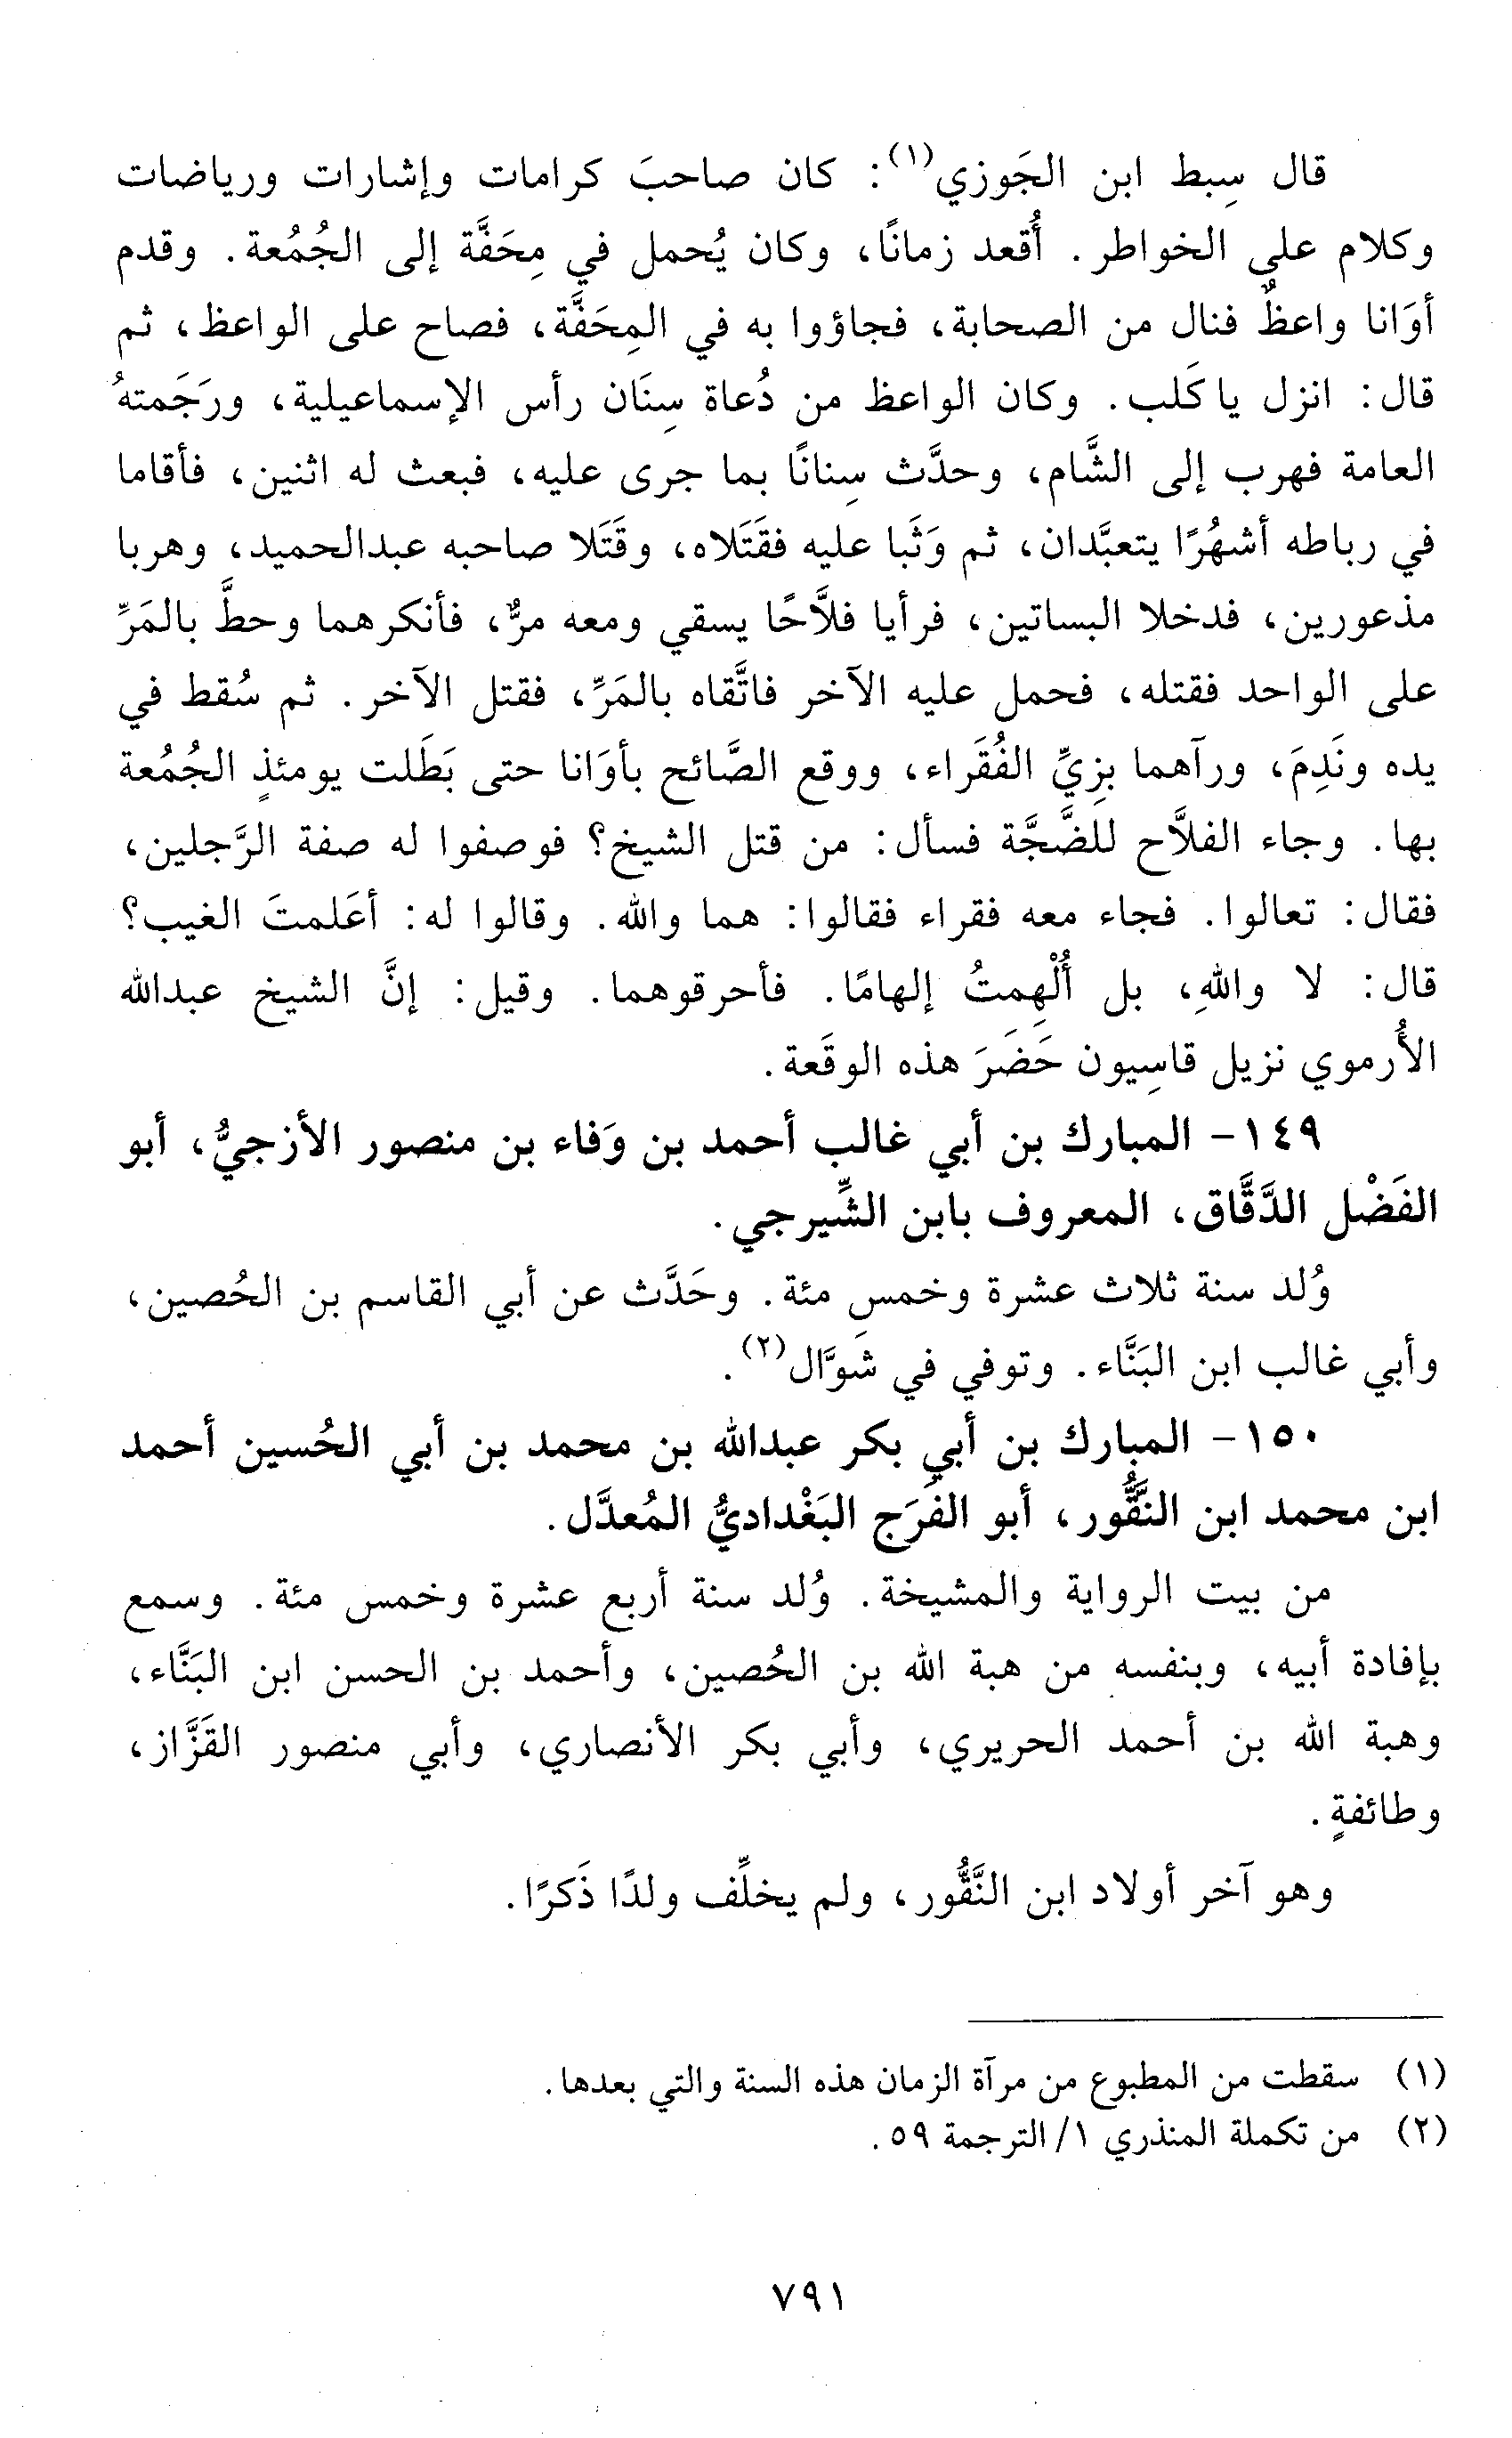 قال سِبط ابن الجَوزي(١): كان صاحبَ كرامات وإشارات ورياضات
وكلام على الخواطر. أُقعد زمانًا، وكان يُحمل في مِحَفَّة إلى الجُمُعة. وقدم
أوَانا واعظٌ فنال من الصحابة، فجاؤوا به في المِحَفَّة، فصاح على الواعظ، ثم
قال: انزل يا كَلب. وكان الواعظ من دُعاة سِنَان رأس الإسماعيلية، ورَجَمتهُ
العامة فهرب إلى الشَّام، وحدَّث سِنانًا بما جرى عليه، فبعث له اثنين، فأقاما
في رباطه أشهُرًا يتعبَّدان، ثم وَثَبا عليه فقَتَلاه، وقَتَلا صاحبه عبدالحميد، وهربا
مذعورين، فدخلا البساتين، فرأيا فلاَّحًا يسقي ومعه مرٌّ، فأنكرهما وحطَّ بالمَرِّ
على الواحد فقتله، فحمل عليه الآخر فاتَّقاه بالمَرِّ، فقتل الآخر. ثم سُقط في
يده ونَدِمَ، ورآهما بِزِيِّ الفُقَراء، ووقع الصَّائح بأوَانا حتى بَطَلت يومئذٍ الجُمُعة
بها. وجاء الفلاَّح للضَّجَّة فسأل: من قتل الشيخ؟ فوصفوا له صفة الرَّجلين،
فقال: تعالوا. فجاء معه فقراء فقالوا: هما والله. وقالوا له: أعَلمتَ الغيب؟
قال: لا واللهِ، بل أُلْهِمتُ إلهامًا. فأحرقوهما. وقيل: إنَّ الشيخ عبدالله
الأُرموي نزيل قاسِيون حَضَرَ هذه الوقَعة.
١٤٩- المبارك بن أبي غالب أحمد بن وَفاء بن منصور الأزجيُّ، أبو
الفَضْل الدَّقَّاق، المعروف بابن الشِّيرجي.
وُلد سنة ثلاث عشرة وخمس مئة. وحَدَّث عن أبي القاسم بن الحُصين،
وأبي غالب ابن البَنَّاء. وتوفي في شَوَّال(٢).
١٥٠- المبارك بن أبي بكر عبدالله بن محمد بن أبي الحُسين أحمد
ابن محمد ابن النَّقُّور، أبو الفَرَج البَغْداديُّ المُعدَّل.
من بيت الرواية والمشيخة. وُلد سنة أربع عشرة وخمس مئة. وسمع
بإفادة أبيه، وبنفسه من هبة الله بن الحُصين، وأحمد بن الحسن ابن البَنَّاء،
وهبة الله بن أحمد الحريري، وأبي بكر الأنصاري، وأبي منصور القَزَّاز،
وطائفةٍ.
وهو آخر أولاد ابن النَّقُّور، ولم يخلِّف ولدًا ذَكرًا.
(١) سقطت من المطبوع من مرآة الزمان هذه السنة والتي بعدها.
(٢) من تكملة المنذري ١/ الترجمة ٥٩.
٧٩١